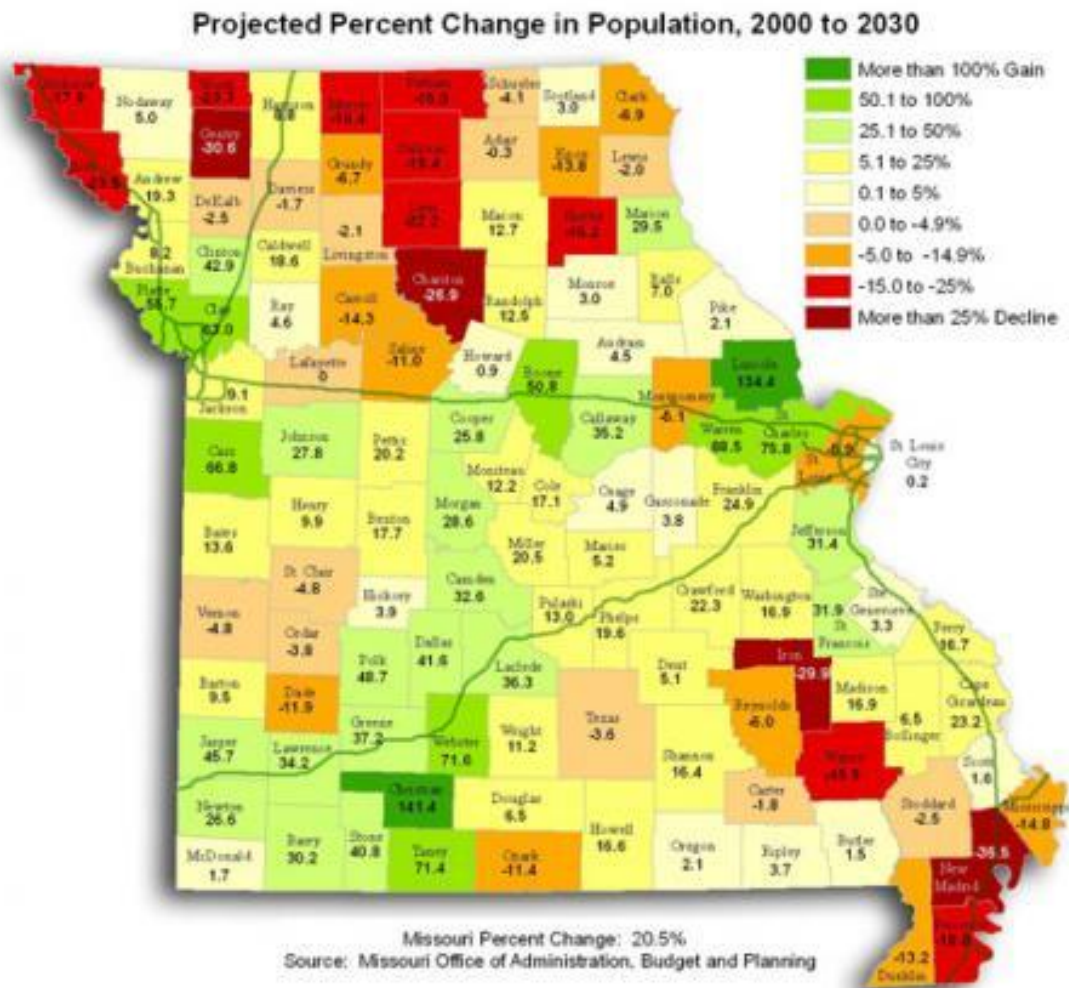 Projected Percent Change in Population, 2000 to 2030
More than 100% Gain
50.1 to 100%
25.1 to 50%
5.1 to 25%
0.1 to 5%
0.0 to -4.9%
-5.0 to -14.9%
-15.0 to -25%
More than 25% Decline
Nodaway
5.0
Gentry
-30.6
Harrison
Schuyler
-4.1
Scotland
3.0
Clark
-6.9
Adair
-0.3
Knox
-13.8
Lewis
-2.0
Andrew
19.3
DeKalb
-2.5
Daviess
-1.7
Grundy
-6.7
Livingston
-2.1
Macon
12.7
Marion
29.5
Buchanan
8.2
Clinton
42.9
Caldwell
18.6
Carroll
-14.3
Chariton
-26.9
Randolph
12.5
Monroe
3.0
Ralls
7.0
Pike
2.1
Platte
Clay
Ray
4.6
Lafayette
0
Saline
-11.0
Howard
0.9
Boone
50.8
Audrain
4.5
Montgomery
Lincoln
134.4
Warren
St.
Charles
75.8
St. Louis
City
0.2
St.
Louis
Jackson
9.1
Cass
66.8
Johnson
27.8
Pettis
20.2
Cooper
25.8
Moniteau
12.2
Cole
17.1
Callaway
35.2
Osage
4.9
Gasconade
3.8
Franklin
24.9
Jefferson
31.4
Bates
13.6
Henry
9.9
Benton
17.7
Morgan
28.6
Miller
20.5
Maries
5.2
St. Clair
-4.8
Hickory
3.9
Camden
32.6
Pulaski
13.0
Phelps
19.6
Crawford
22.3
Washington
16.9
31.9
St
Francois
Ste
Genevieve
3.3
Perry
16.7
Vernon
-4.8
Cedar
-3.8
Polk
48.7
Dallas
41.6
Laclede
36.3
Dent
5.1
Iron
-29.9
Madison
16.9
Bollinger
6.5
Cape
Girardeau
23.2
Barton
9.5
Dade
-11.9
Greene
37.2
Webster
71.6
Wright
11.2
Texas
-3.6
Reynolds
-6.0
Shannon
16.4
Wayne
Scott
1.6
Jasper
45.7
Lawrence
34.2
Christian
141.4
Douglas
6.5
Howell
16.6
Carter
-1.8
Stoddard
-2.5
Mississippi
-14.8
Newton
26.6
Barry
30.2
Stone
40.8
Taney
71.4
Ozark
-11.4
Oregon
2.1
Ripley
3.7
Butler
1.5
New
Madrid
-36.5
McDonald
1.7
-13.2
Dunklin
Missouri Percent Change: 20.5%
Source: Missouri Office of Administration, Budget and Planning